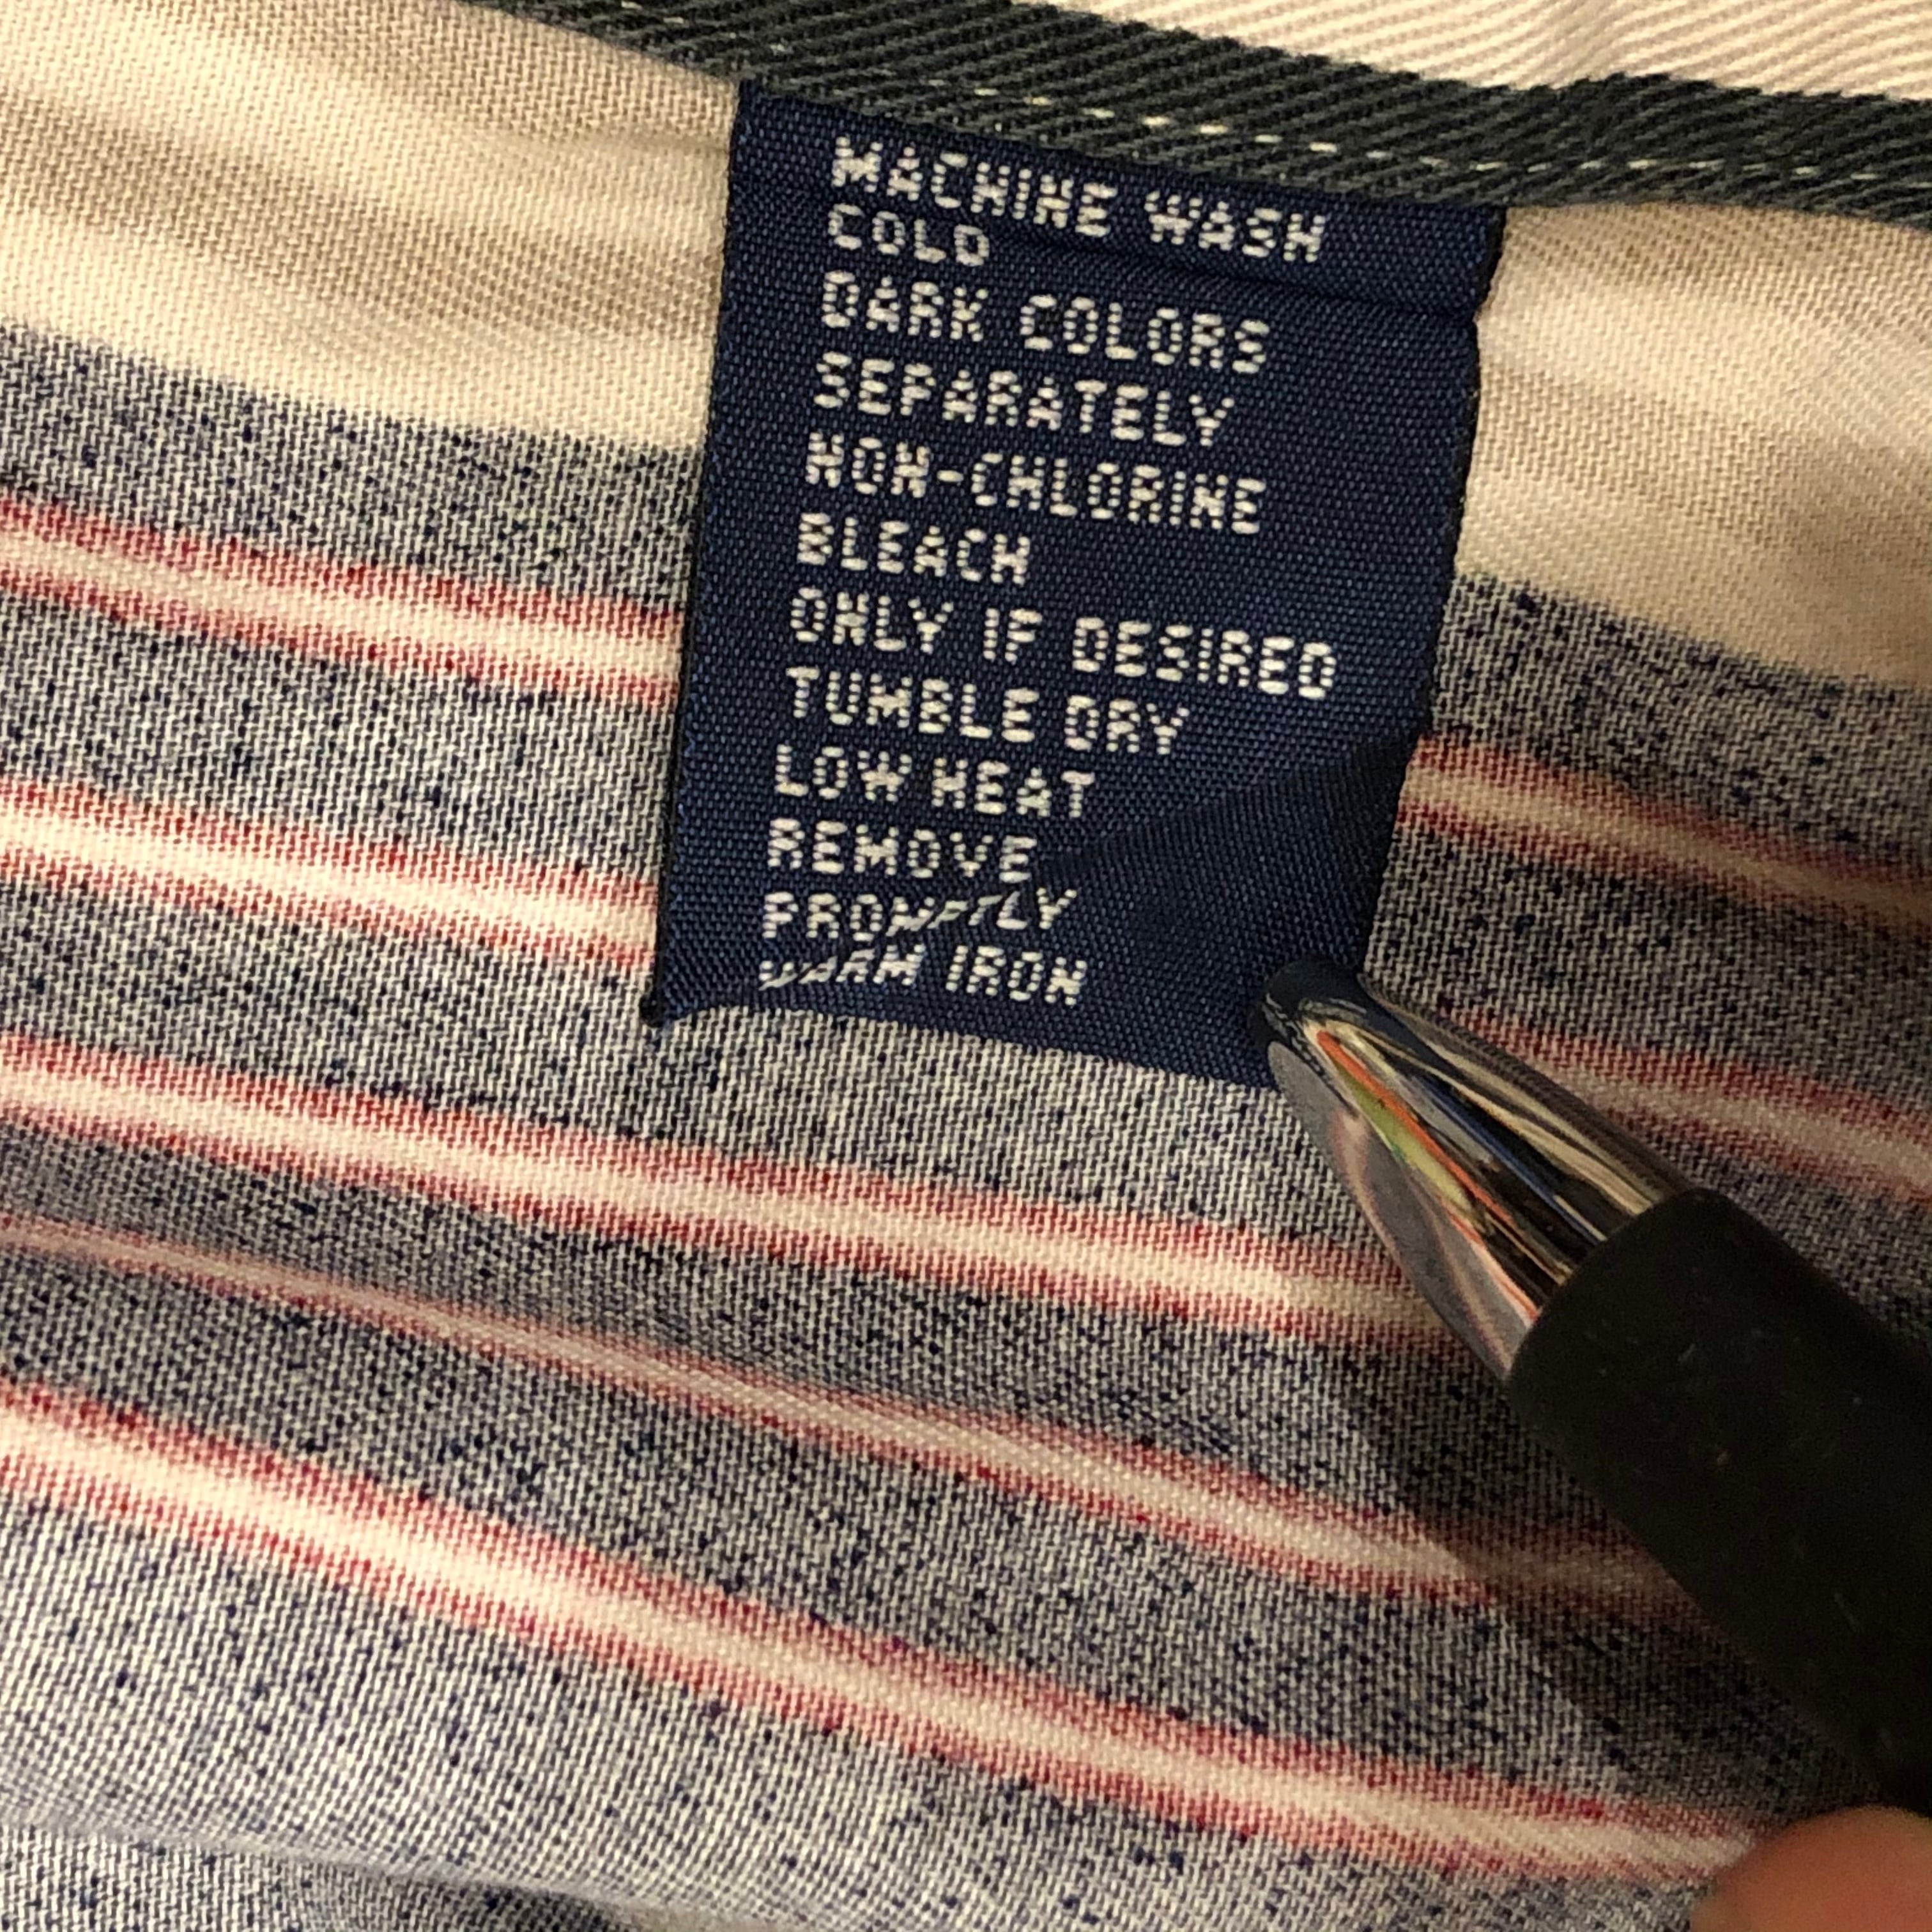 MACHINE WASH
COLD
DARK COLORS
SEPARATELY
NON-CHLORINE
BLEACH
ONLY IF DESIRED
TUMBLE DRY
LOW HEAT
REMOVE
PROMPTLY
WARM IRON